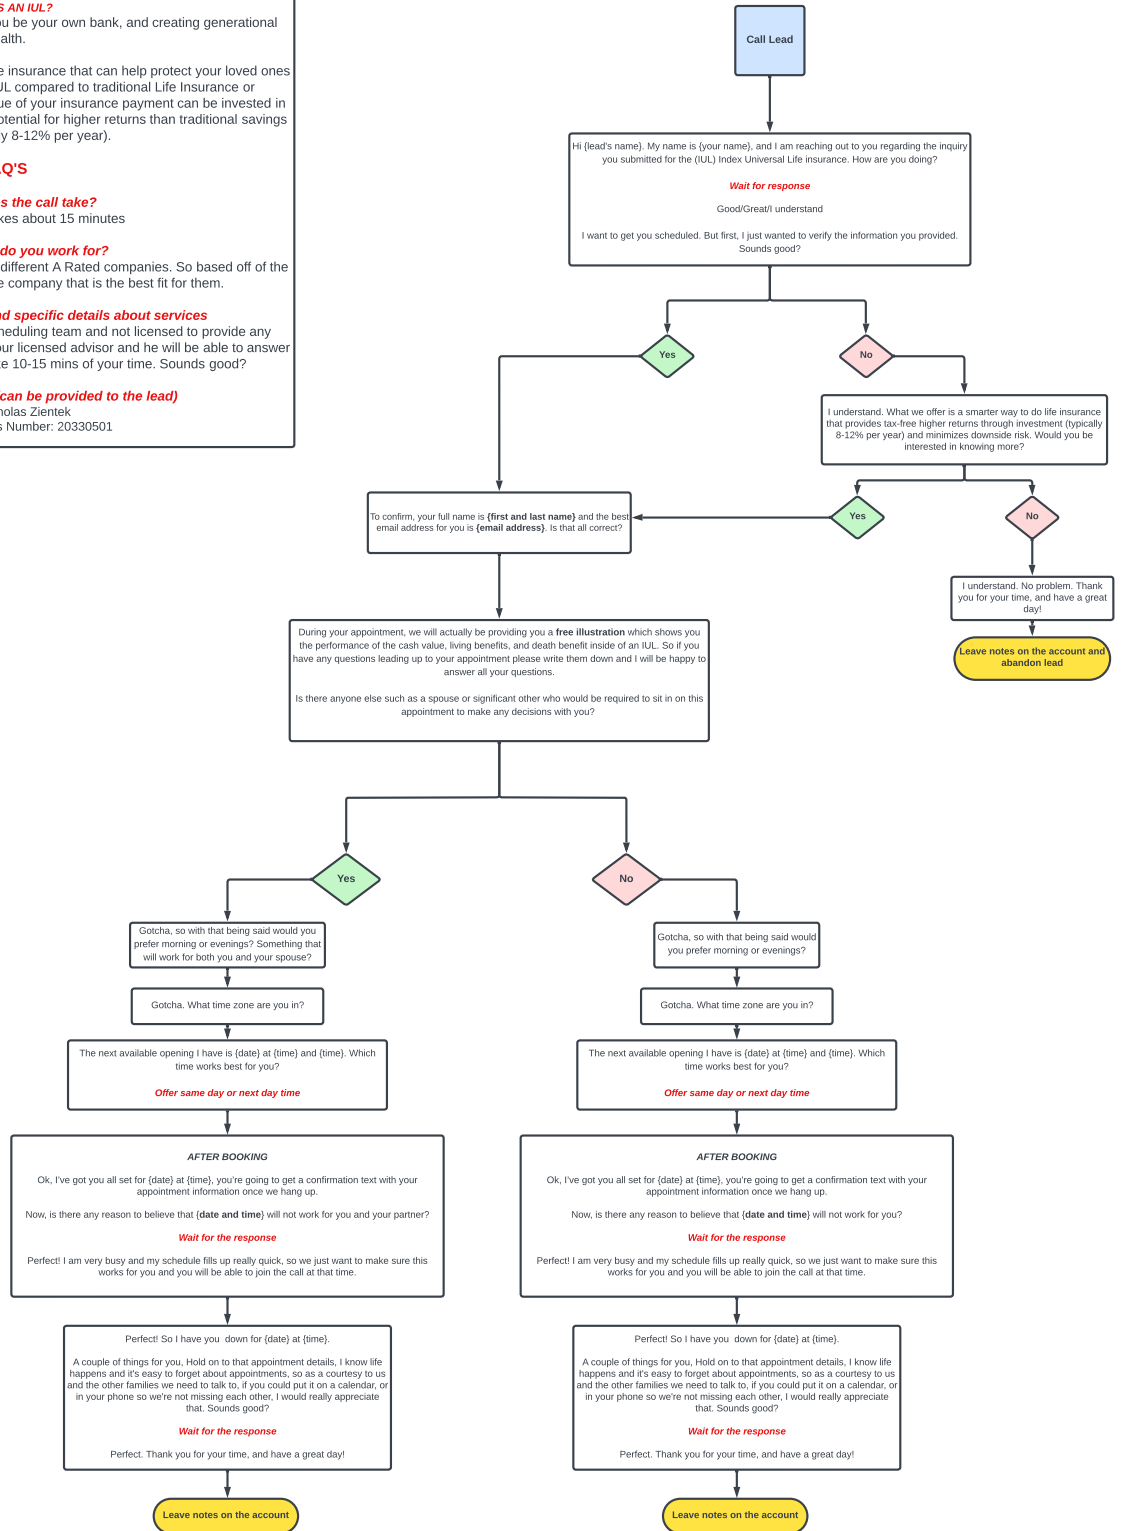 S AN IUL?
ou be your own bank, and creating generational
alth.
e insurance that can help protect your loved ones
UL compared to traditional Life Insurance or
ue of your insurance payment can be invested in
otential for higher returns than traditional savings
y 8-12% per year).
AQ'S
es the call take?
kes about 15 minutes
do you work for?
different A Rated companies. So based off of the
e company that is the best fit for them.
nd specific details about services
heduling team and not licensed to provide any
our licensed advisor and he will be able to answer
ke 10-15 mins of your time. Sounds good?
(can be provided to the lead)
holas Zientek
s Number: 20330501
Call Lead
Hi {lead's name}. My name is {your name}, and I am reaching out to you regarding the inquiry
you submitted for the (IUL) Index Universal Life insurance. How are you doing?
Wait for response
Good/Great/I understand
I want to get you scheduled. But first, I just wanted to verify the information you provided.
Sounds good?
Yes
No
I understand. What we offer is a smarter way to do life insurance
that provides tax-free higher returns through investment (typically
8-12% per year) and minimizes downside risk. Would you be
interested in knowing more?
Yes
No
To confirm, your full name is {first and last name} and the best
email address for you is {email address}. Is that all correct?
I understand. No problem. Thank
you for your time, and have a great
day!
Leave notes on the account and
abandon lead
During your appointment, we will actually be providing you a free illustration which shows you
the performance of the cash value, living benefits, and death benefit inside of an IUL. So if you
have any questions leading up to your appointment please write them down and I will be happy to
answer all your questions.
Is there anyone else such as a spouse or significant other who would be required to sit in on this
appointment to make any decisions with you?
Yes
No
Gotcha, so with that being said would you
prefer morning or evenings? Something that
will work for both you and your spouse?
Gotcha. What time zone are you in?
The next available opening I have is {date} at {time} and {time}. Which
time works best for you?
Offer same day or next day time
AFTER BOOKING
Ok, I've got you all set for {date} at {time}, you're going to get a confirmation text with your
appointment information once we hang up.
Now, is there any reason to believe that {date and time} will not work for you and your partner?
Wait for the response
Perfect! I am very busy and my schedule fills up really quick, so we just want to make sure this
works for you and you will be able to join the call at that time.
Perfect! So I have you  down for {date} at {time}.
A couple of things for you, Hold on to that appointment details, I know life
happens and it's easy to forget about appointments, so as a courtesy to us
and the other families we need to talk to, if you could put it on a calendar, or
in your phone so we're not missing each other, I would really appreciate
that. Sounds good?
Wait for the response
Perfect. Thank you for your time, and have a great day!
Leave notes on the account
Gotcha, so with that being said would
you prefer morning or evenings?
Gotcha. What time zone are you in?
The next available opening I have is {date} at {time} and {time}. Which
time works best for you?
Offer same day or next day time
AFTER BOOKING
Ok, I've got you all set for {date} at {time}, you're going to get a confirmation text with your
appointment information once we hang up.
Now, is there any reason to believe that {date and time} will not work for you?
Wait for the response
Perfect! I am very busy and my schedule fills up really quick, so we just want to make sure this
works for you and you will be able to join the call at that time.
Perfect! So I have you  down for {date} at {time}.
A couple of things for you, Hold on to that appointment details, I know life
happens and it's easy to forget about appointments, so as a courtesy to us
and the other families we need to talk to, if you could put it on a calendar, or
in your phone so we're not missing each other, I would really appreciate
that. Sounds good?
Wait for the response
Perfect. Thank you for your time, and have a great day!
Leave notes on the account